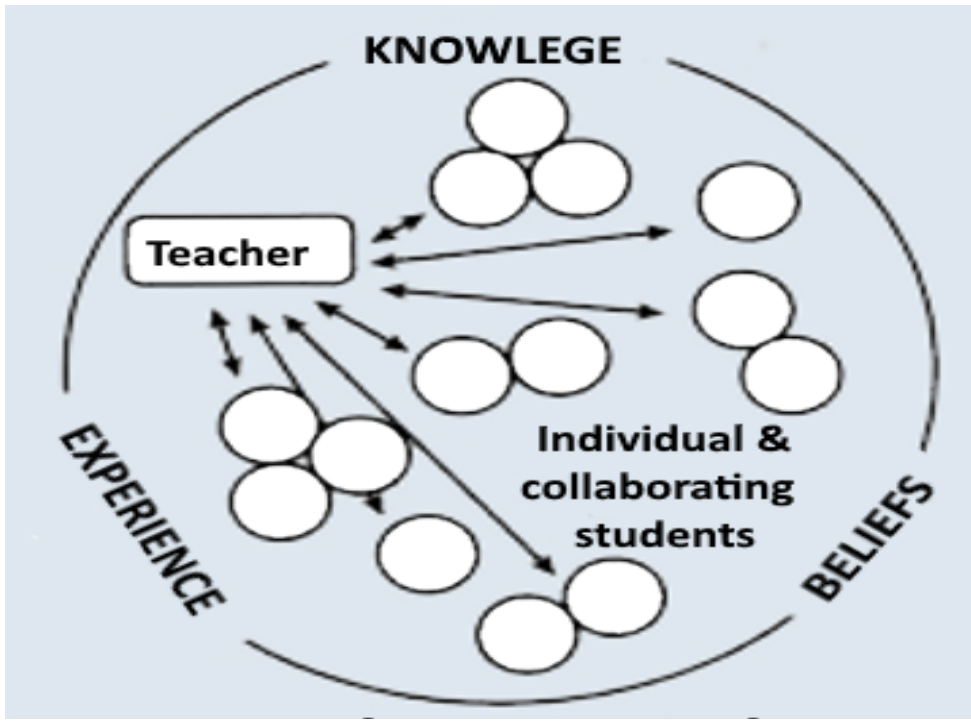 KNOWLEGE
Teacher
Individual &
collaborating
students
EXPERIENCE
BELIEFS